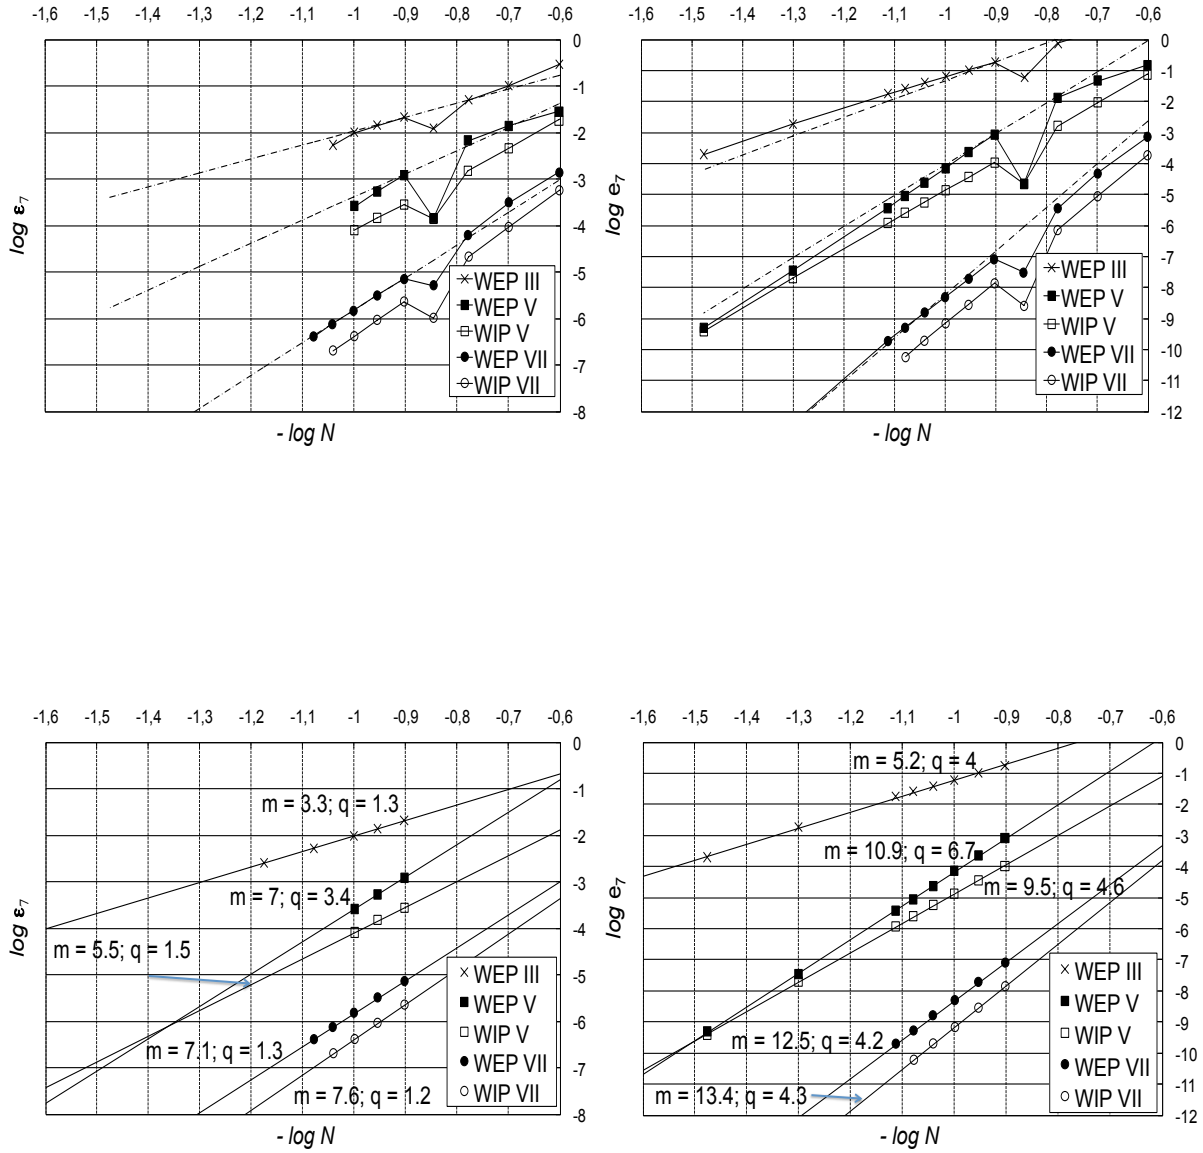 -1,6 -1,5 -1,4 -1,3 -1,2 -1,1 -1 -0,9 -0,8 -0,7 -0,6
0
-1
-2
-3
-4
-5
-6
-7
-8
log ε₇
WEP III
WEP V
WIP V
WEP VII
WIP VII
- log N
-1,6 -1,5 -1,4 -1,3 -1,2 -1,1 -1 -0,9 -0,8 -0,7 -0,6
0
-1
-2
-3
-4
-5
-6
-7
-8
-9
-10
-11
-12
log e₇
WEP III
WEP V
WIP V
WEP VII
WIP VII
- log N
-1,6 -1,5 -1,4 -1,3 -1,2 -1,1 -1 -0,9 -0,8 -0,7 -0,6
0
-1
-2
-3
-4
-5
-6
-7
-8
log ε₇
m = 3.3; q = 1.3
m = 7; q = 3.4
m = 5.5; q = 1.5
m = 7.1; q = 1.3
m = 7.6; q = 1.2
WEP III
WEP V
WIP V
WEP VII
WIP VII
- log N
-1,6 -1,5 -1,4 -1,3 -1,2 -1,1 -1 -0,9 -0,8 -0,7 -0,6
0
-1
-2
-3
-4
-5
-6
-7
-8
-9
-10
-11
-12
log e₇
m = 5.2; q = 4
m = 10.9; q = 6.7
m = 9.5; q = 4.6
m = 12.5; q = 4.2
m = 13.4; q = 4.3
WEP III
WEP V
WIP V
WEP VII
WIP VII
- log N